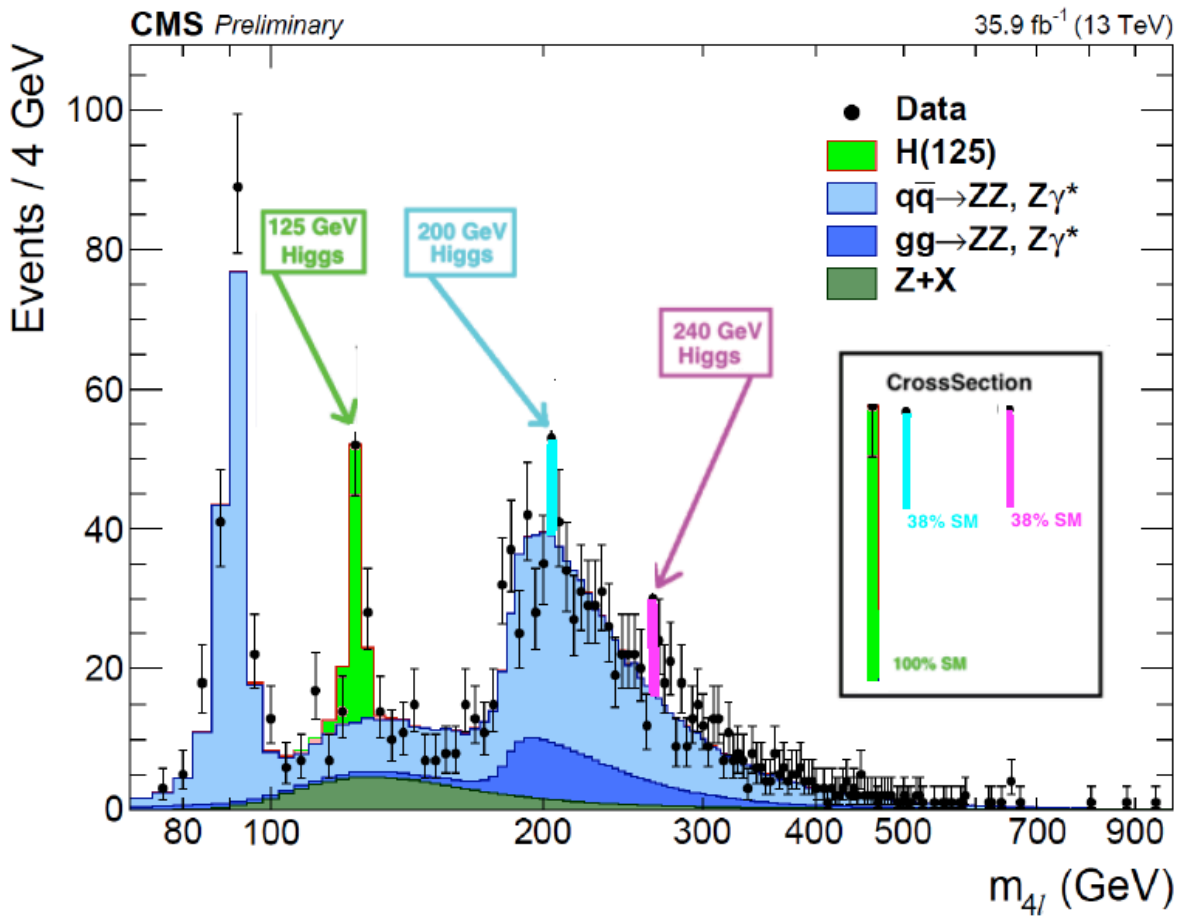 CMS Preliminary
35.9 fb⁻¹ (13 TeV)
Events / 4 GeV
100
80
60
40
20
0
Data
H(125)
qq̅→ZZ, Zγ*
gg→ZZ, Zγ*
Z+X
125 GeV
Higgs
200 GeV
Higgs
240 GeV
Higgs
CrossSection
38% SM
38% SM
100% SM
80
100
200
300
400
500
700
900
m4l (GeV)